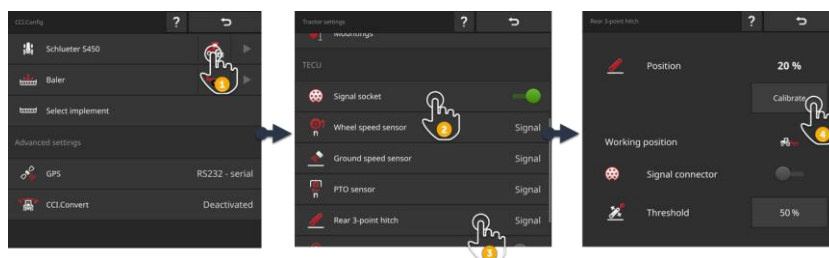 CCI.Config
?
Schlueter S450
1
Baler
Select implement
Advanced settings
GPS
RS232 - serial
CCI.Convert
Deactivated
Tractor settings
?
Mountings
TECU
Signal socket
2
n
Wheel speed sensor
Signal
Ground speed sensor
Signal
n
PTO sensor
Signal
Rear 3-point hitch
Signal
3
Rear 3-point hitch
?
Position
20 %
Calibrate
4
Working position
Signal connector
Threshold
50 %